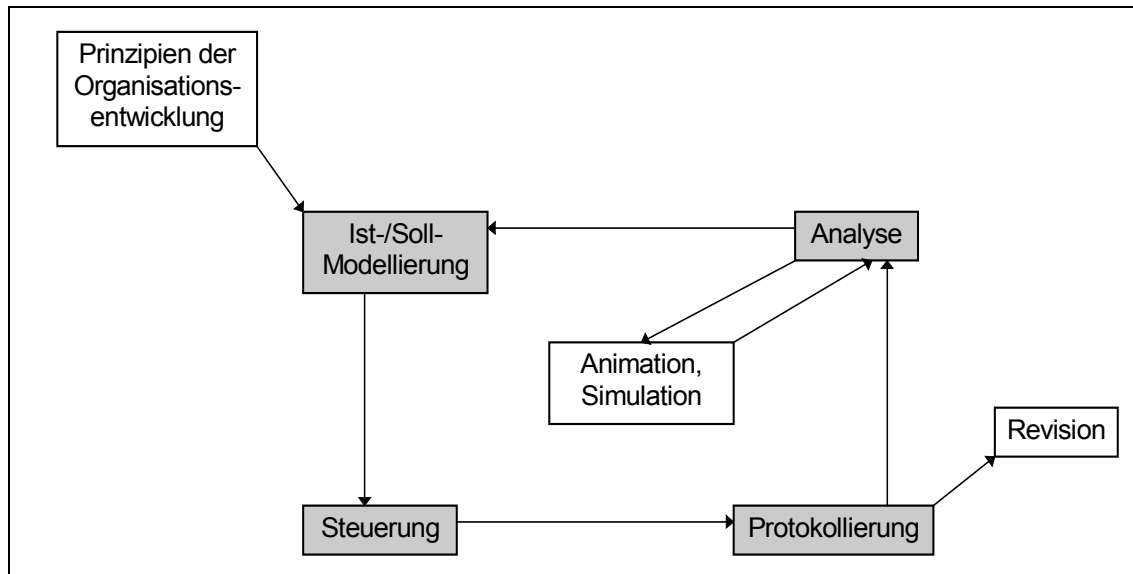 Prinzipien der
Organisations-
entwicklung
Ist-/Soll-
Modellierung
Analyse
Animation,
Simulation
Revision
Steuerung
Protokollierung